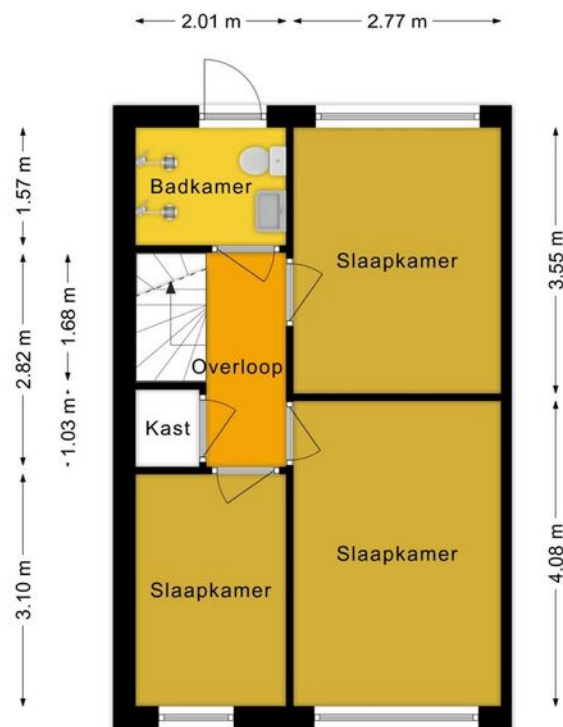 2.01 m
2.77 m
1.57 m
Badkamer
Slaapkamer
3.55 m
1.68 m
2.82 m
Overloop
1.03 m
Kast
Slaapkamer
4.08 m
3.10 m
Slaapkamer